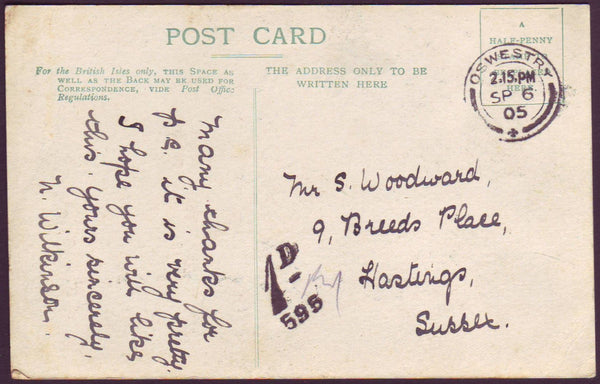 POST CARD
For the British Isles only, THIS SPACE AS
WELL AS THE BACK MAY BE USED FOR
CORRESPONDENCE, VIDE Post Office
Regulations.
THE ADDRESS ONLY TO BE
WRITTEN HERE
A
HALF-PENNY
HERE.
OSWESTRY
2.15.PM
SP 6
05
Many thanks for
p.c. it is very pretty.
I hope you will like
this. yours sincerely.
N. Wilkinson.
Mr S. Woodward,
9, Breeds Place,
Hastings,
Sussex.
1 D
595